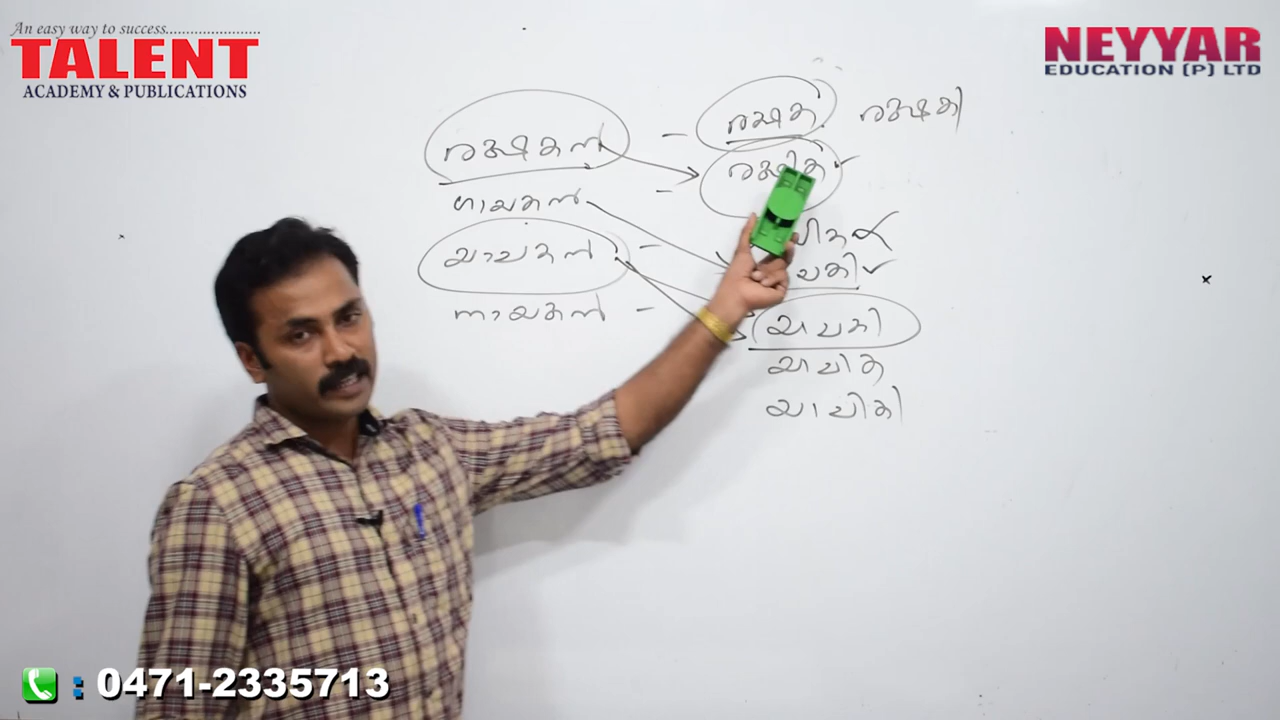 An easy way to success......................
TALENT
ACADEMY & PUBLICATIONS
NEYYAR
EDUCATION (P) LTD
രക്ഷകൻ - രക്ഷകി രക്ഷകി
- രക്ഷിക
ഗായകൻ
യാചകൻ -
നായകൻ -
യാചകി
യാചിക
യാചികി
: 0471-2335713